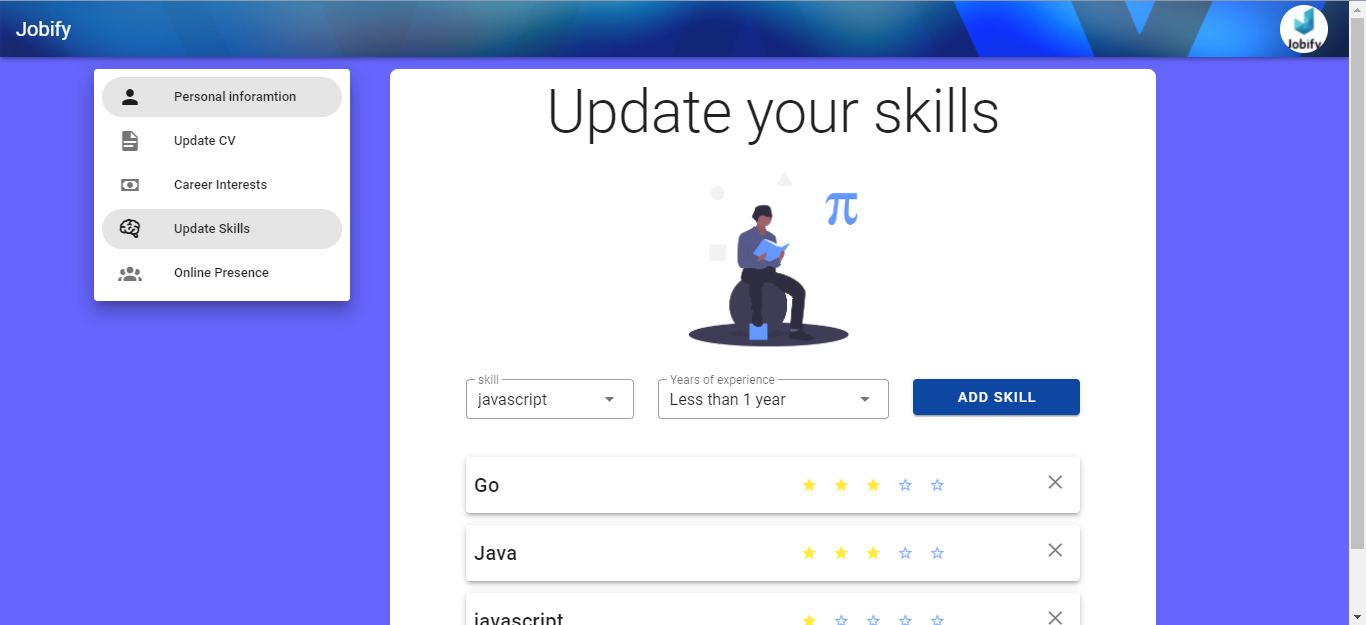 Jobify
Jobify
Personal inforamtion
Update CV
Career Interests
Update Skills
Online Presence
Update your skills
π
skill
javascript
Years of experience
Less than 1 year
ADD SKILL
Go
Java
javascript